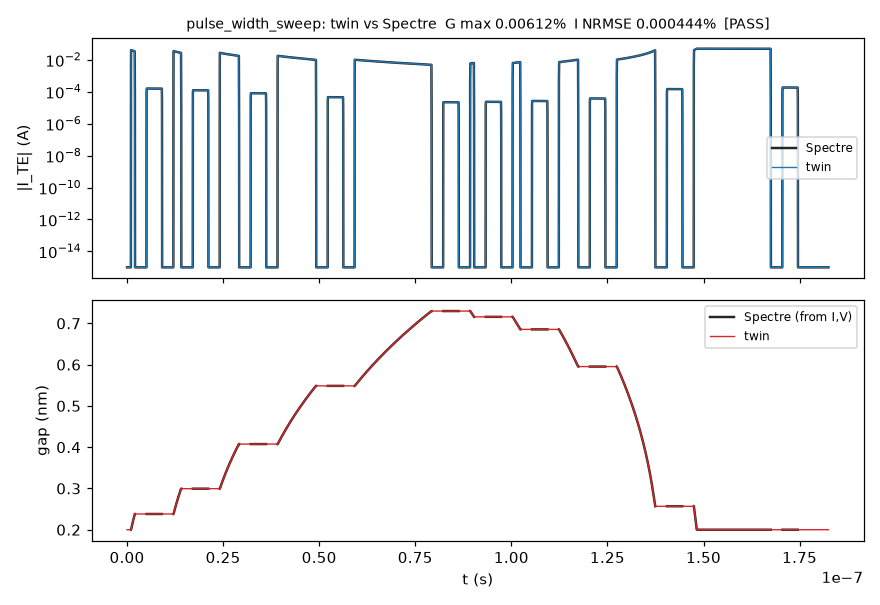 pulse_width_sweep: twin vs Spectre  G max 0.00612%  I NRMSE 0.000444%  [PASS]
|I_TE| (A)
10⁻²
10⁻⁴
10⁻⁶
10⁻⁸
10⁻¹⁰
10⁻¹²
10⁻¹⁴
Spectre
twin
gap (nm)
0.7
0.6
0.5
0.4
0.3
0.2
Spectre (from I,V)
twin
0.00 0.25 0.50 0.75 1.00 1.25 1.50 1.75
1e−7
t (s)